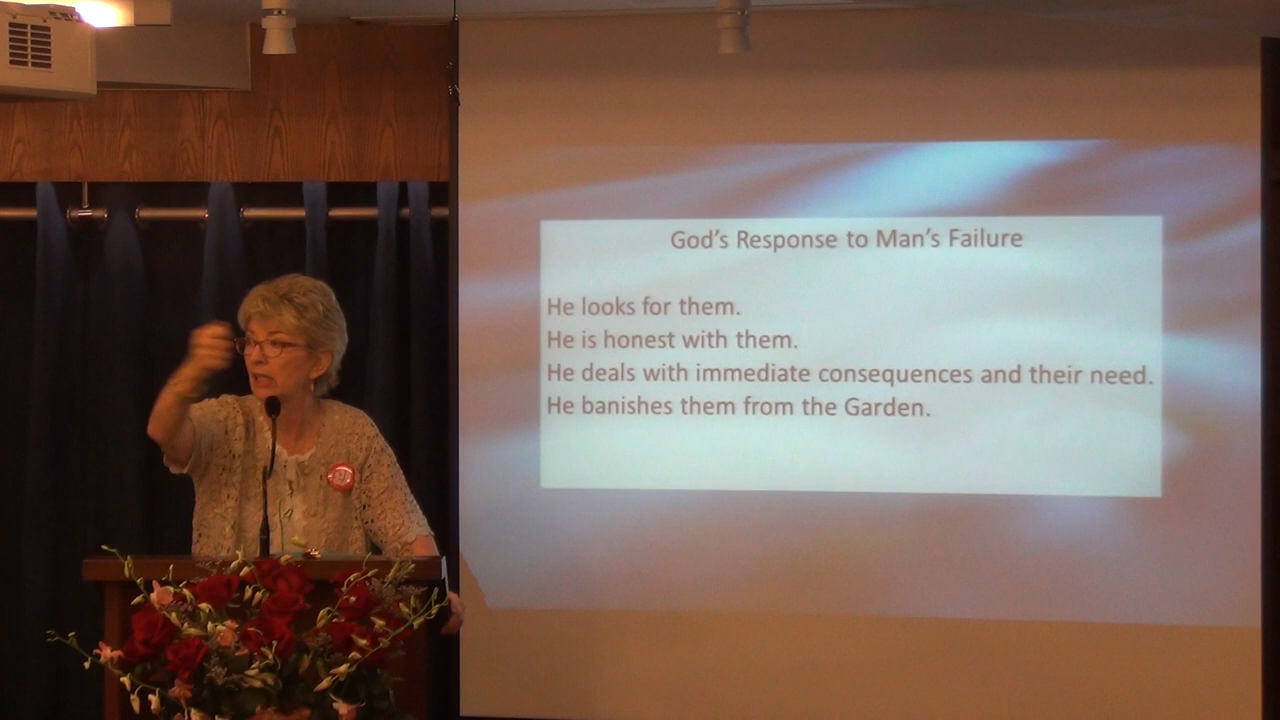 God's Response to Man's Failure
He looks for them.
He is honest with them.
He deals with immediate consequences and their need.
He banishes them from the Garden.